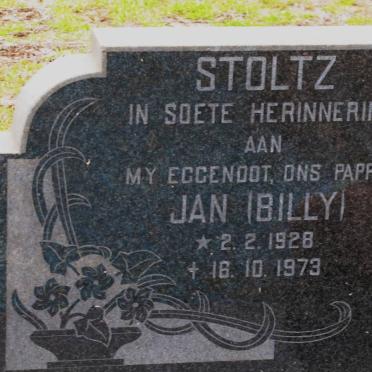 STOLTZ
IN SOETE HERINNERIN
AAN
MY EGGENOOT, ONS PAPP
JAN (BILLY)
★ 2. 2. 1928
✝ 16. 10. 1973